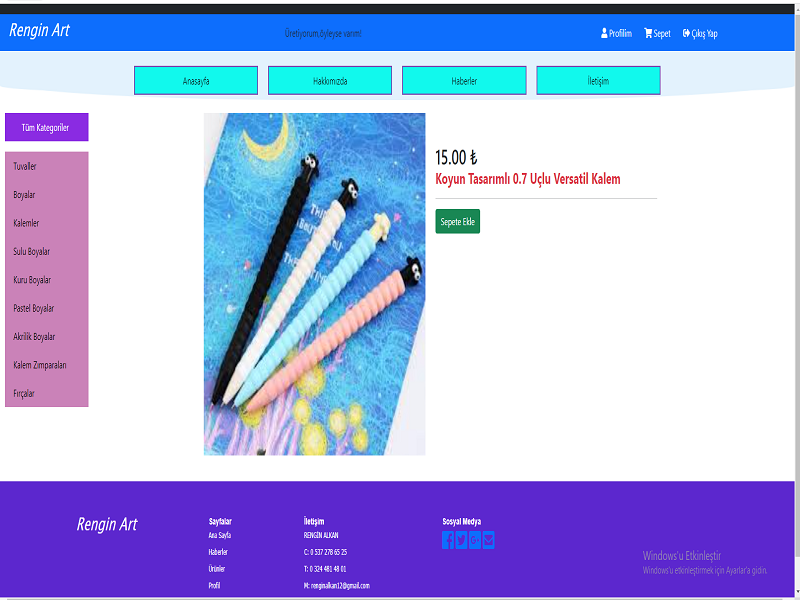 Rengin Art
Üretiyorum,öyleyse varım!
Profilim
Sepet
Çıkış Yap
Anasayfa
Hakkımızda
Haberler
İletişim
Tüm Kategoriler
Tuvaller
Boyalar
Kalemler
Sulu Boyalar
Kuru Boyalar
Pastel Boyalar
Akrilik Boyalar
Kalem Zımparaları
Fırçalar
15.00 ₺
Koyun Tasarımlı 0.7 Uçlu Versatil Kalem
Sepete Ekle
Rengin Art
Sayfalar
Ana Sayfa
Haberler
Ürünler
Profil
İletişim
RENGİN ALKAN
C: 0 537 278 65 25
T: 0 324 481 48 01
M: renginalkan12@gmail.com
Sosyal Medya
Windows'u Etkinleştir
Windows'u etkinleştirmek için Ayarlar'a gidin.